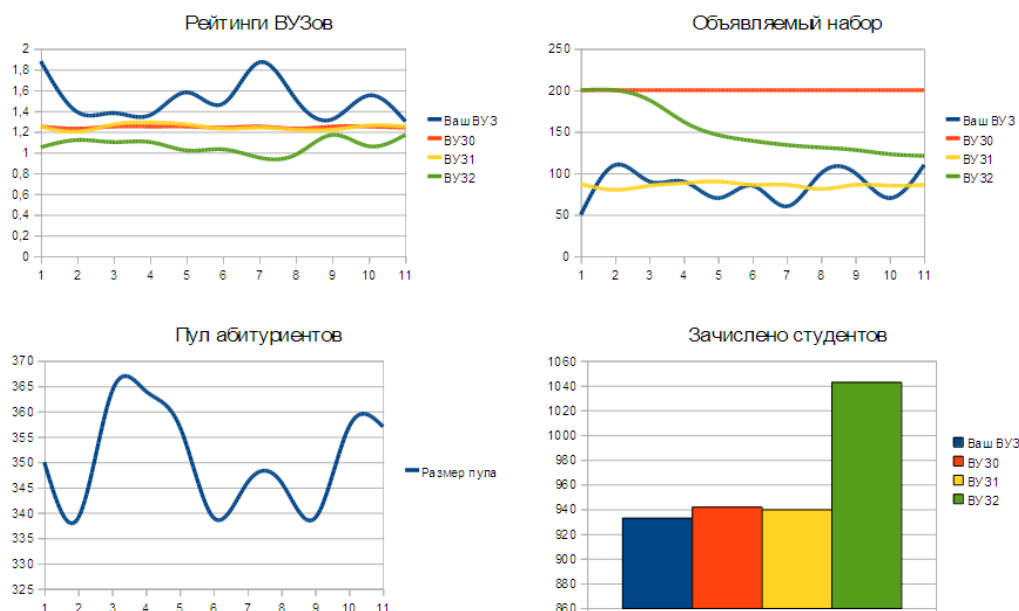 Рейтинги ВУЗов
2
1,8
1,6
1,4
1,2
1
0,8
0,6
0,4
0,2
0
1 2 3 4 5 6 7 8 9 10 11
Ваш ВУЗ
ВУЗ0
ВУЗ1
ВУЗ2
Объявляемый набор
250
200
150
100
50
0
1 2 3 4 5 6 7 8 9 10 11
Ваш ВУЗ
ВУЗ0
ВУЗ1
ВУЗ2
Пул абитуриентов
370
365
360
355
350
345
340
335
330
325
1 2 3 4 5 6 7 8 9 10 11
Размер пула
Зачислено студентов
1060
1040
1020
1000
980
960
940
920
900
880
860
Ваш ВУЗ
ВУЗ0
ВУЗ1
ВУЗ2